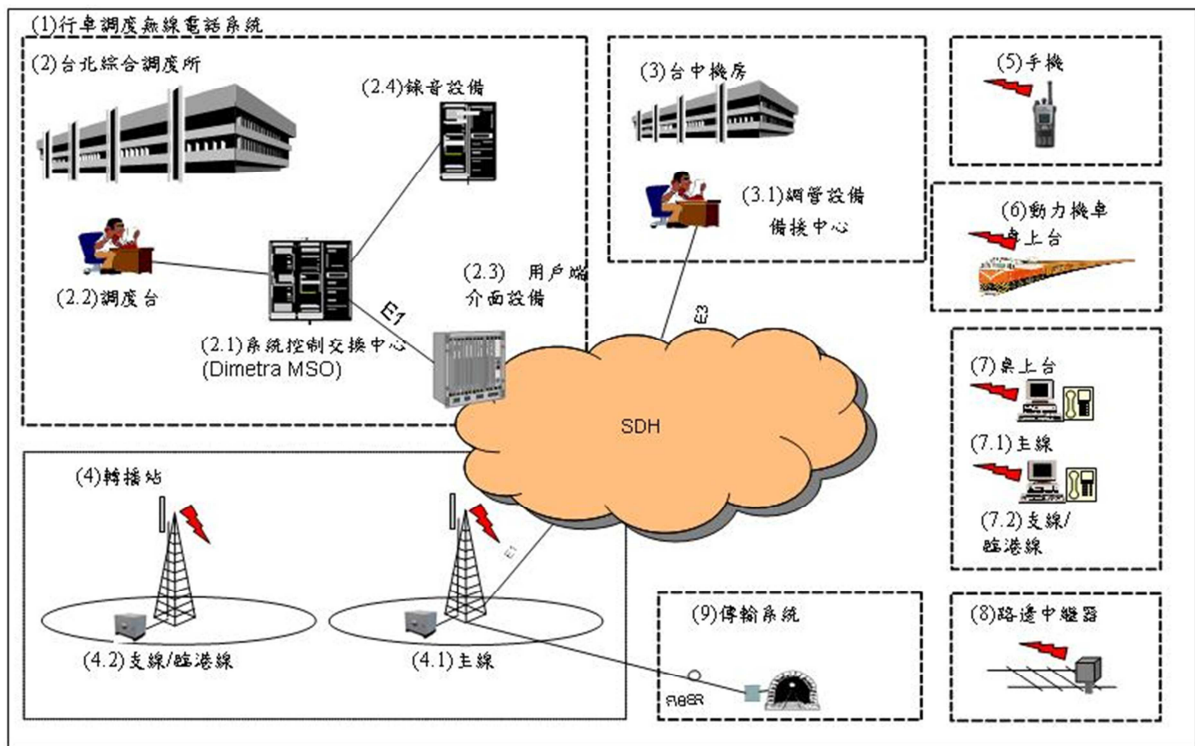 (1)行車調度無線電話系統
(2)台北綜合調度所
(2.4)錄音設備
(2.2)調度台
(2.3) 用戶端
介面設備
E1
(2.1)系統控制交換中心
(Dimetra MSO)
(3)台中機房
(3.1)網管設備
備援中心
E3
SDH
(4)轉播站
E1
(4.2)支線/臨港線
(4.1)主線
(5)手機
(6)動力機車
車上台
(7)桌上台
(7.1)主線
(7.2)支線/
臨港線
(8)路邊中繼器
(9)傳輸系統
FIBER